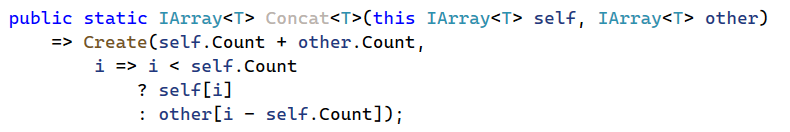 public static IArray<T> Concat<T>(this IArray<T> self, IArray<T> other)
    => Create(self.Count + other.Count,
        i => i < self.Count
            ? self[i]
            : other[i - self.Count]);